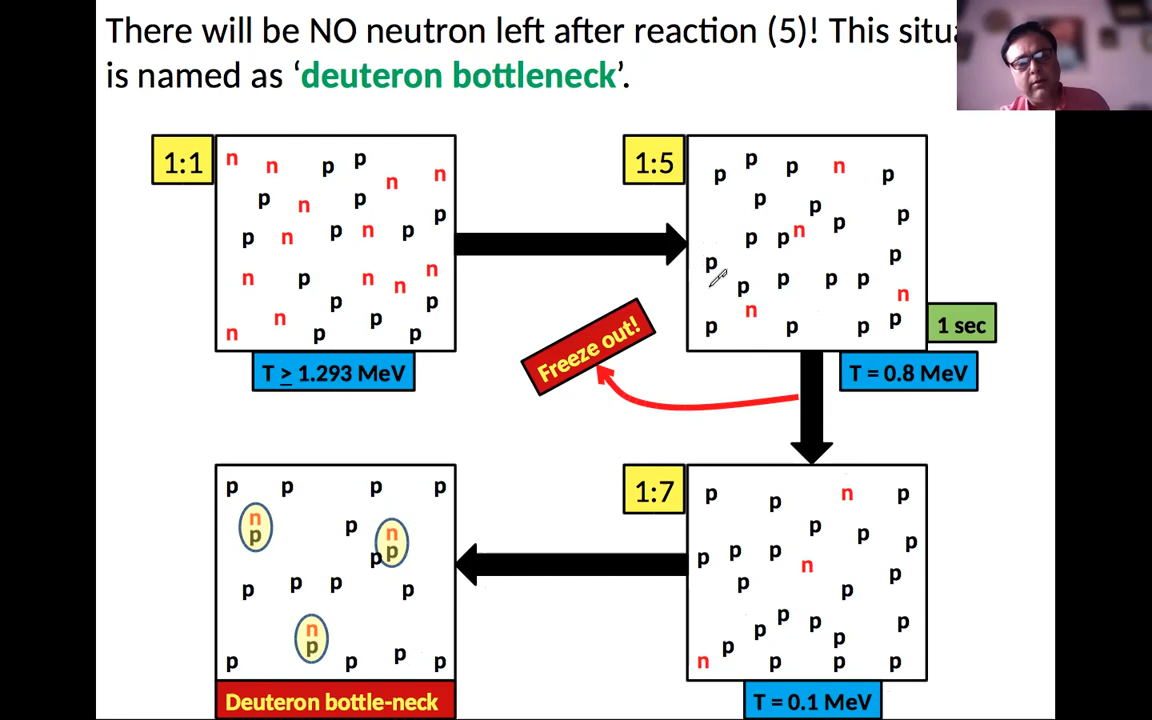 There will be NO neutron left after reaction (5)! This situa
is named as ‘deuteron bottleneck’.
1:1
n n p p n n
p n p p
p n p n p
n p n n n
p p p
n n p p
T ≥ 1.293 MeV
1:5
p p p n p
p p p p
p p n p
p p p p p
p n n p
p p p
1 sec
T = 0.8 MeV
Freeze out!
1:7
p p n p
p p p
p p p n p
p p
p p p p
p p
n p p p
T = 0.1 MeV
p p p p
n
p
p
n
p
p
p p p p
n
p
p p p p
Deuteron bottle-neck